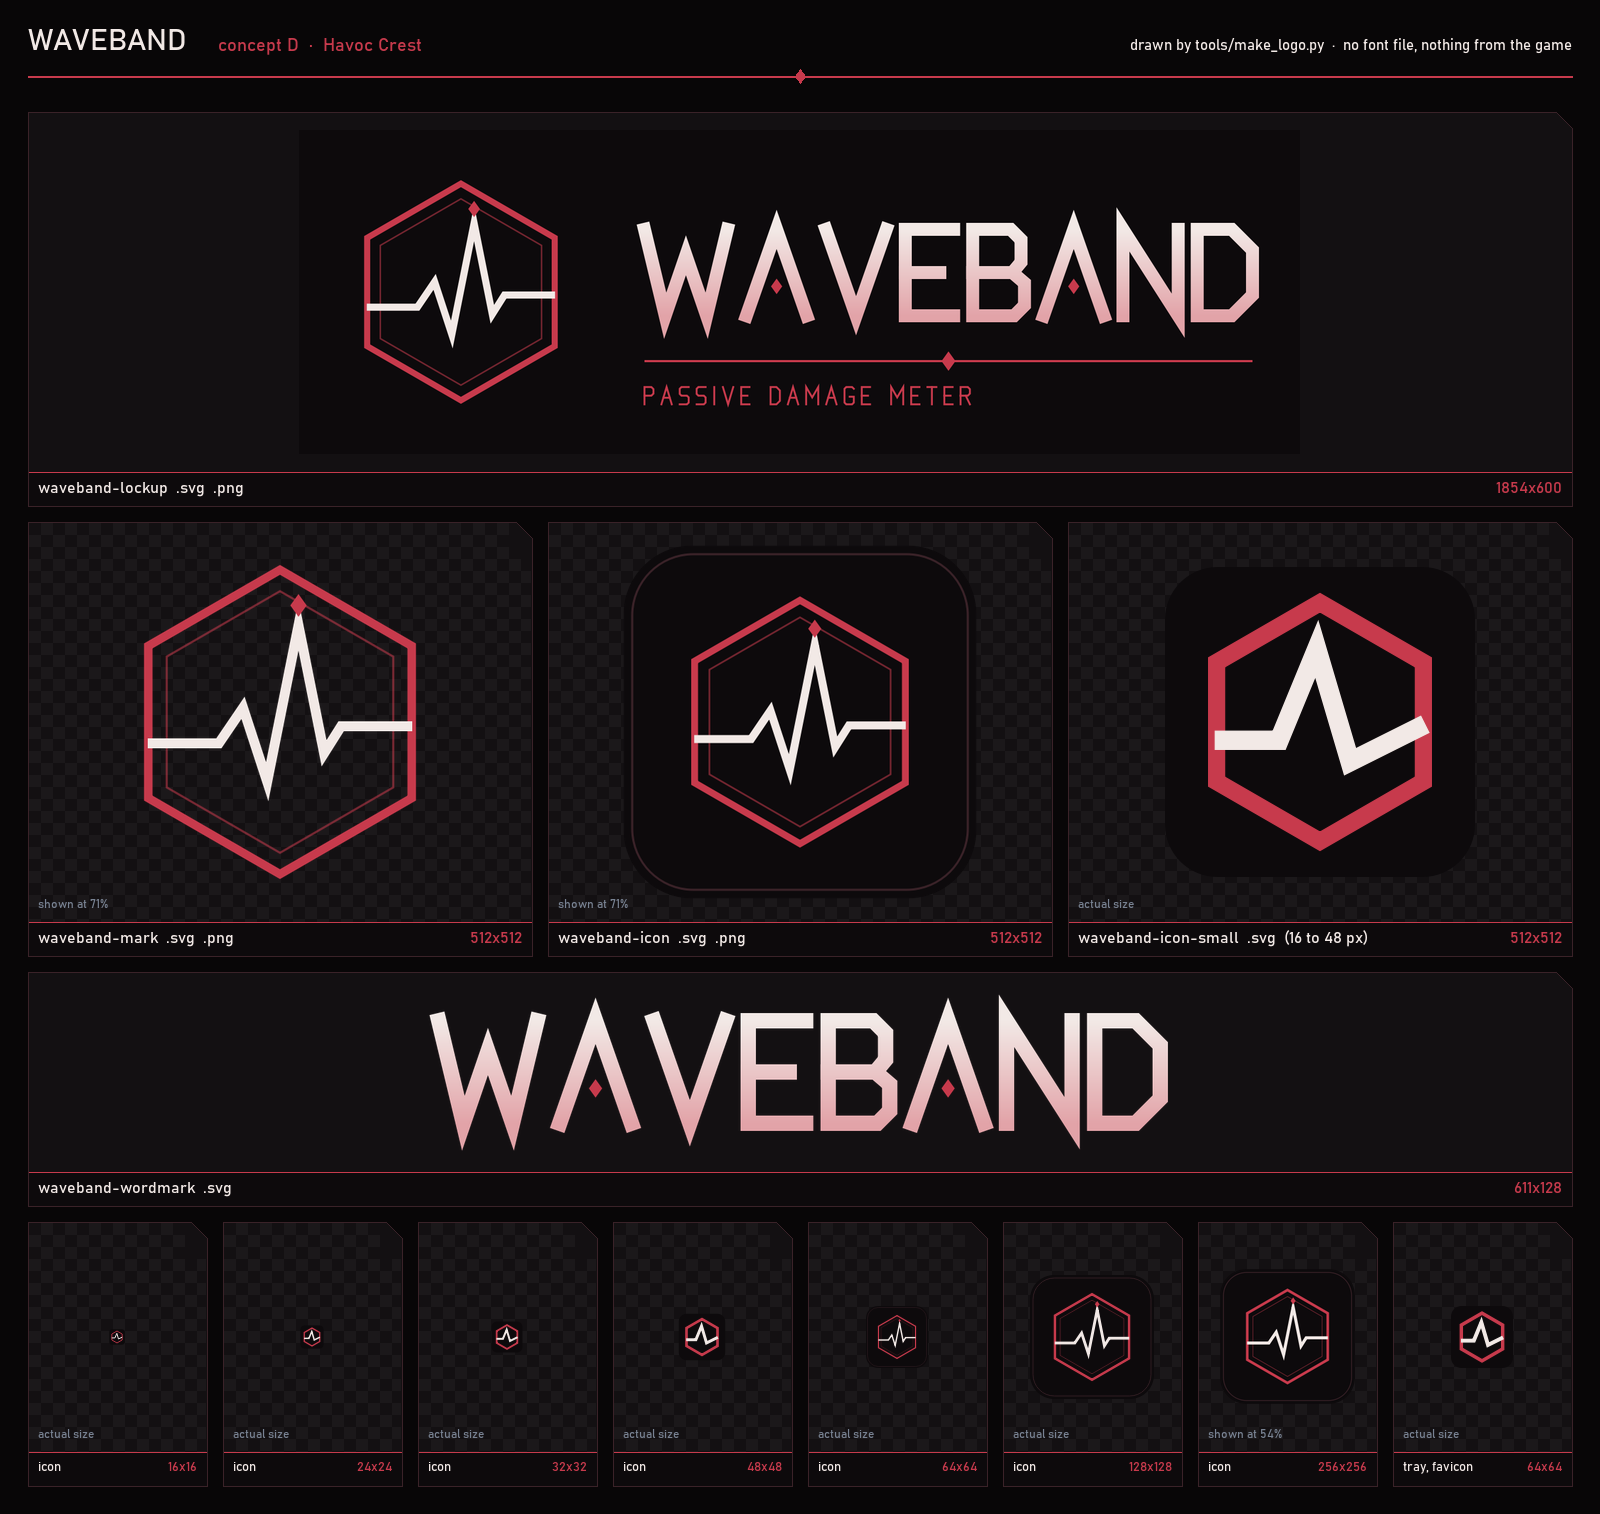 WAVEBAND concept D · Havoc Crest drawn by tools/make_logo.py · no font file, nothing from the game
WAVEBAND
PASSIVE DAMAGE METER
waveband-lockup .svg .png 1854x600
shown at 71% shown at 71% actual size
waveband-mark .svg .png 512x512 waveband-icon .svg .png 512x512 waveband-icon-small .svg (16 to 48 px) 512x512
WAVEBAND
waveband-wordmark .svg 611x128
actual size actual size actual size actual size actual size actual size shown at 54% actual size
icon 16x16 icon 24x24 icon 32x32 icon 48x48 icon 64x64 icon 128x128 icon 256x256 tray, favicon 64x64